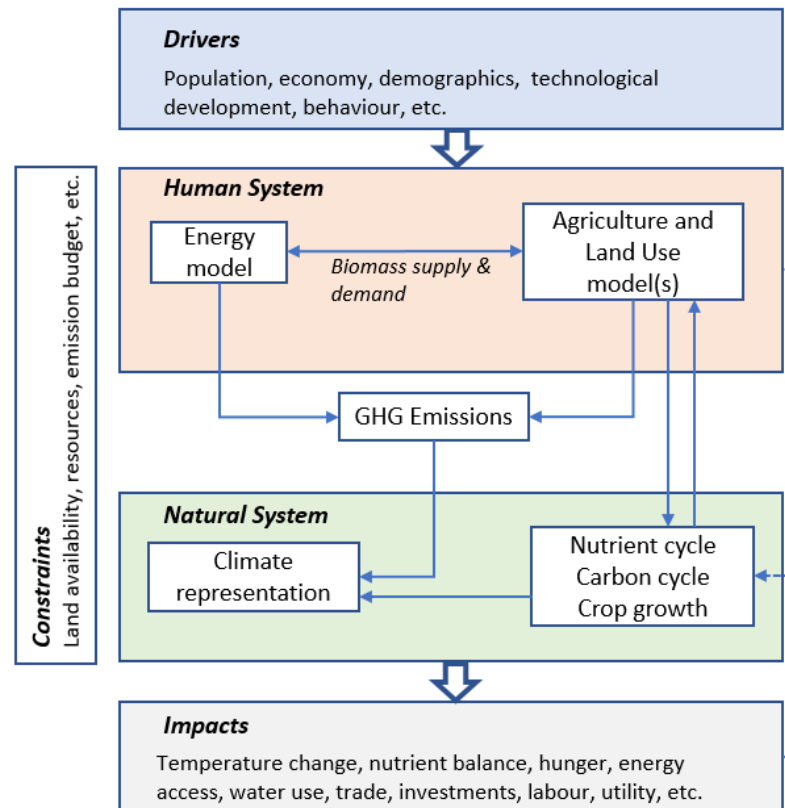 Drivers
Population, economy, demographics, technological
development, behaviour, etc.
Constraints
Land availability, resources, emission budget, etc.
Human System
Energy
model
Biomass supply &
demand
Agriculture and
Land Use
model(s)
GHG Emissions
Natural System
Climate
representation
Nutrient cycle
Carbon cycle
Crop growth
Impacts
Temperature change, nutrient balance, hunger, energy
access, water use, trade, investments, labour, utility, etc.